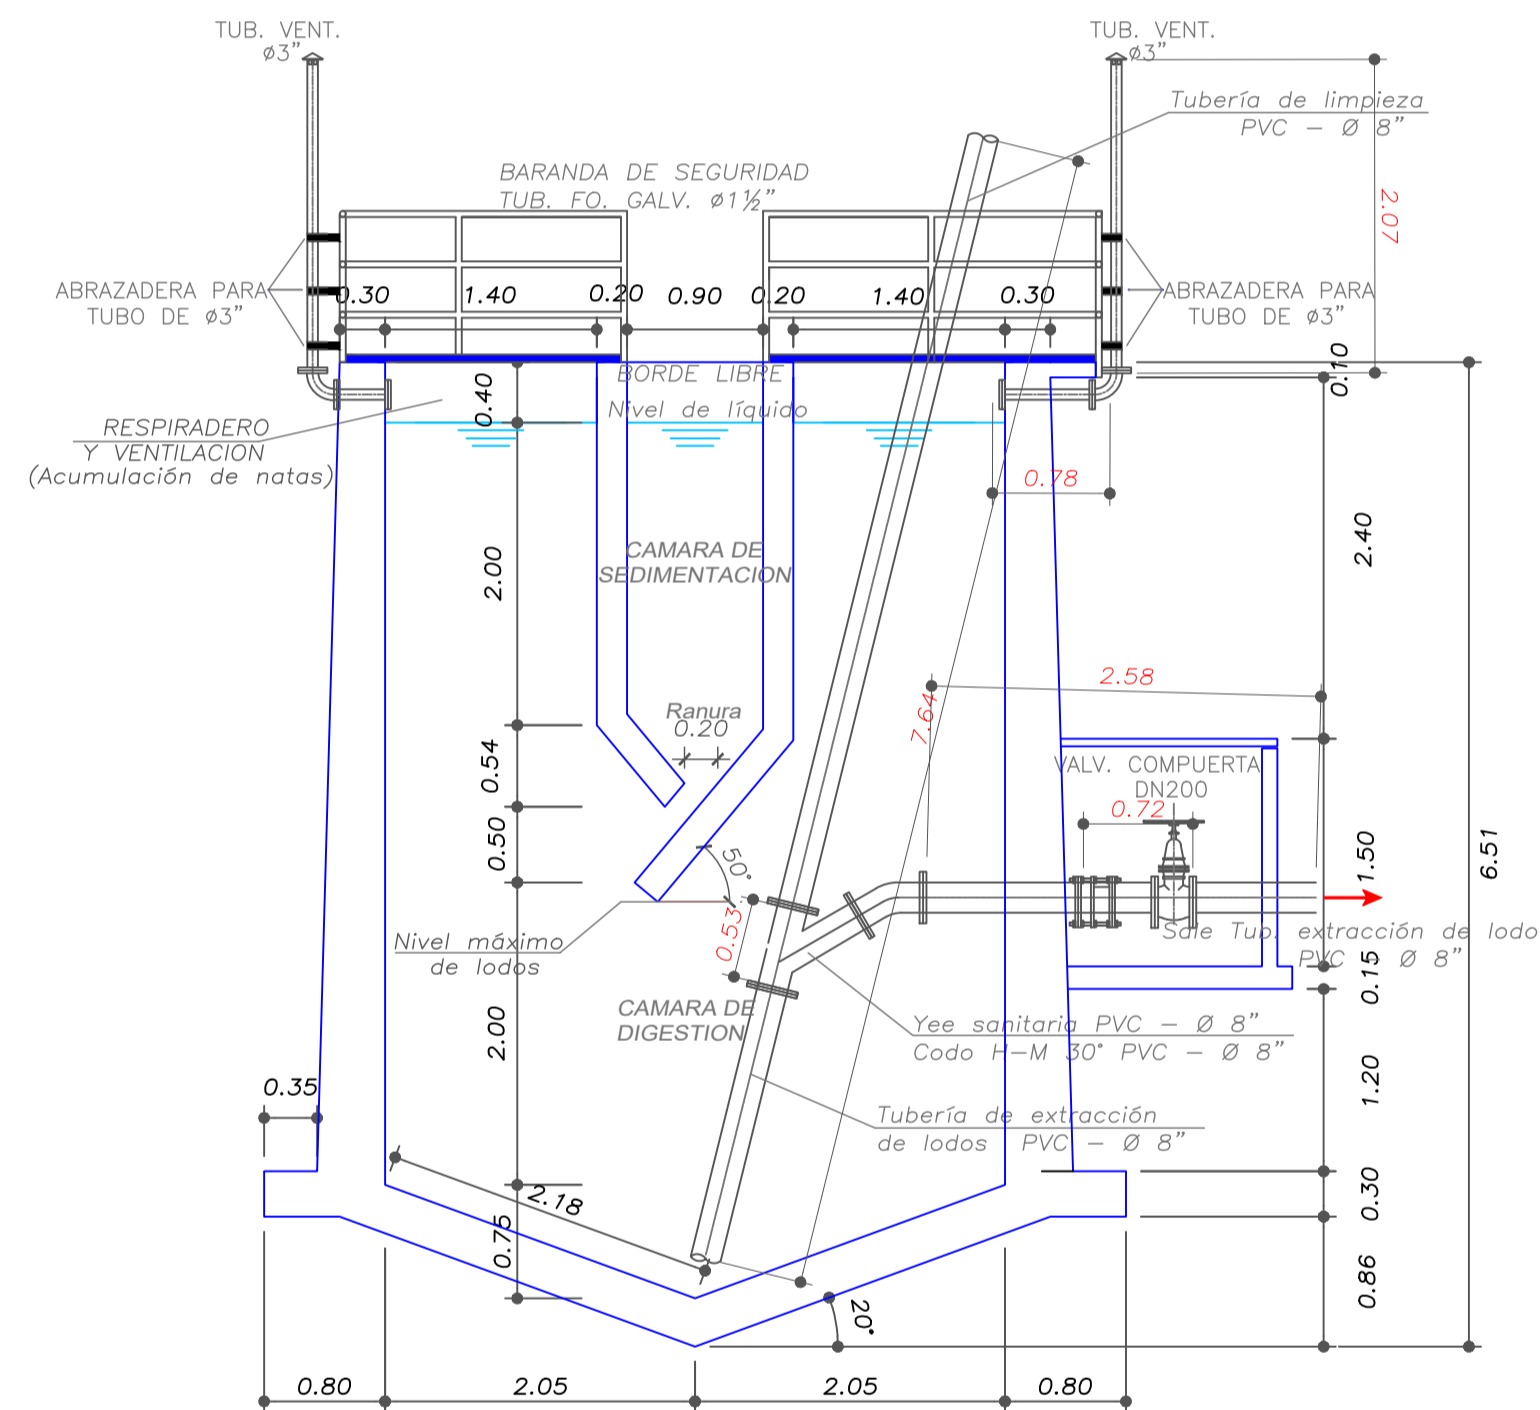 TUB. VENT.
ø3”
TUB. VENT.
ø3”
Tubería de limpieza
PVC – Ø 8”
BARANDA DE SEGURIDAD
TUB. FO. GALV. ø1½”
2.07
ABRAZADERA PARA
TUBO DE ø3”
0.30
1.40
0.20
0.90
0.20
1.40
0.30
ABRAZADERA PARA
TUBO DE ø3”
0.10
BORDE LIBRE
0.40
Nivel de líquido
RESPIRADERO
Y VENTILACION
(Acumulación de natas)
0.78
2.40
2.00
CAMARA DE
SEDIMENTACION
2.58
7.64
Ranura
0.20
0.54
VALV. COMPUERTA
DN200
0.72
0.50
50°
1.50
6.51
0.53
Nivel máximo
de lodos
Sale Tub. extracción de lodo
PVC – Ø 8”
0.15
CAMARA DE
DIGESTION
2.00
Yee sanitaria PVC – Ø 8”
Codo H–M 30° PVC – Ø 8”
1.20
0.35
Tubería de extracción
de lodos PVC – Ø 8”
2.18
0.30
0.75
0.86
20°
0.80
2.05
2.05
0.80